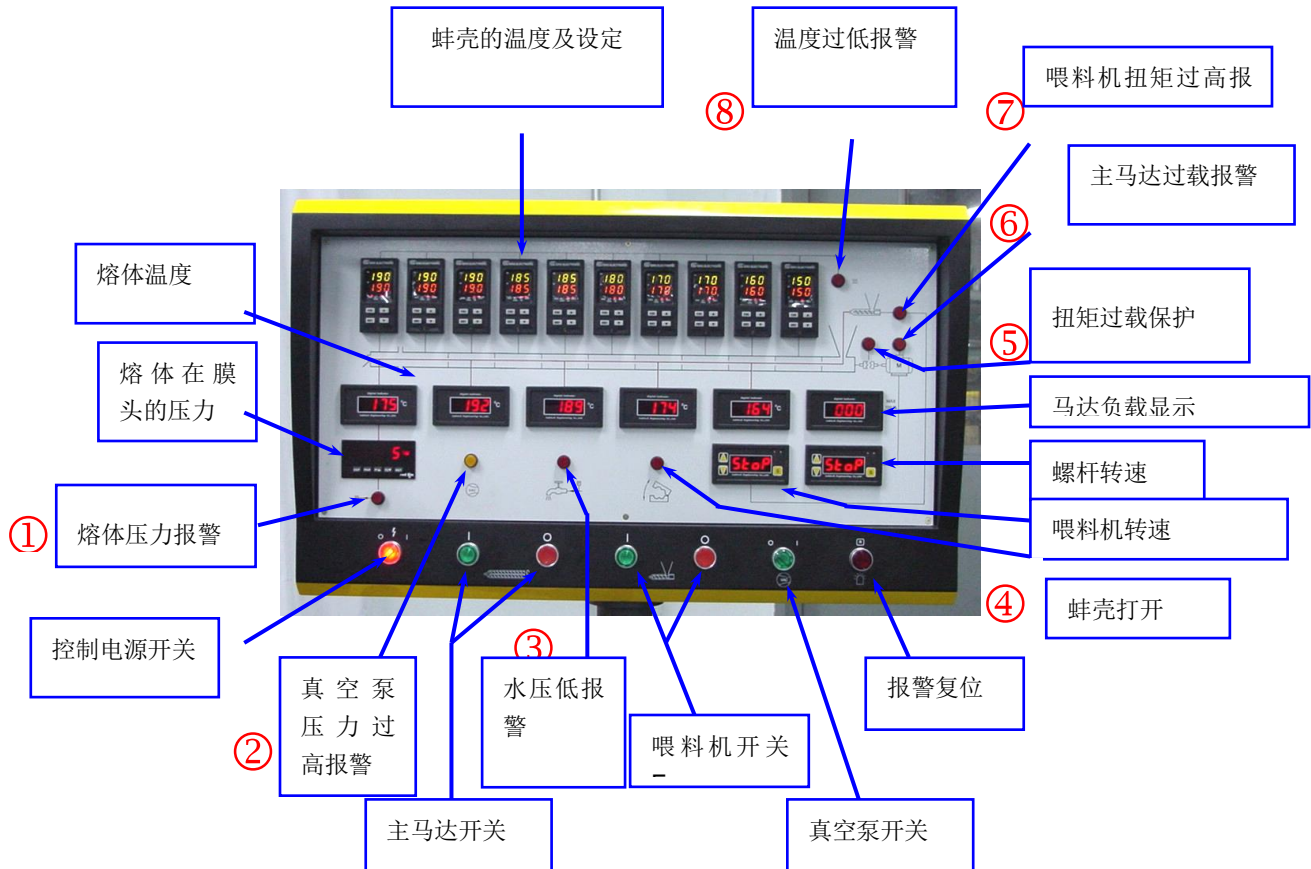 蚌壳的温度及设定
温度过低报警
⑧
喂料机扭矩过高报
⑦
主马达过载报警
⑥
熔体温度
扭矩过载保护
⑤
熔体在膜
头的压力
马达负载显示
螺杆转速
喂料机转速
① 熔体压力报警
④ 蚌壳打开
190 190 190 185 185 180 170 170 160 150
190 190 190 185 185 180 170 170 160 150
175 °C
192 °C
189 °C
174 °C
164 °C
000
5
StoP
StoP
M
控制电源开关
③
真空泵
压力过
高报警
②
水压低报
警
喂料机开关
报警复位
主马达开关
真空泵开关